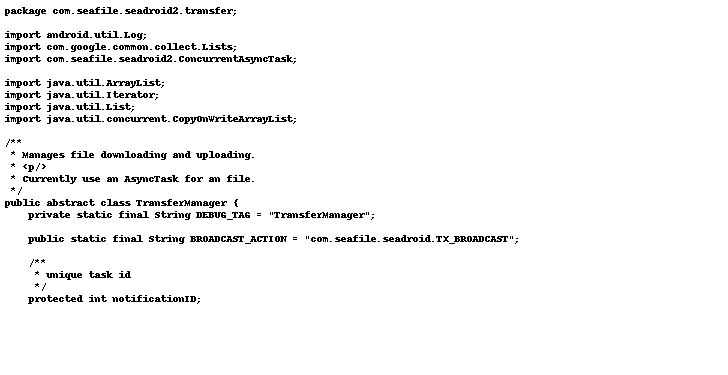 package com.seafile.seadroid2.transfer;

import android.util.Log;
import com.google.common.collect.Lists;
import com.seafile.seadroid2.ConcurrentAsyncTask;

import java.util.ArrayList;
import java.util.Iterator;
import java.util.List;
import java.util.concurrent.CopyOnWriteArrayList;

/**
 * Manages file downloading and uploading.
 * <p/>
 * Currently use an AsyncTask for an file.
 */
public abstract class TransferManager {
    private static final String DEBUG_TAG = "TransferManager";

    public static final String BROADCAST_ACTION = "com.seafile.seadroid.TX_BROADCAST";

    /**
     * unique task id
     */
    protected int notificationID;